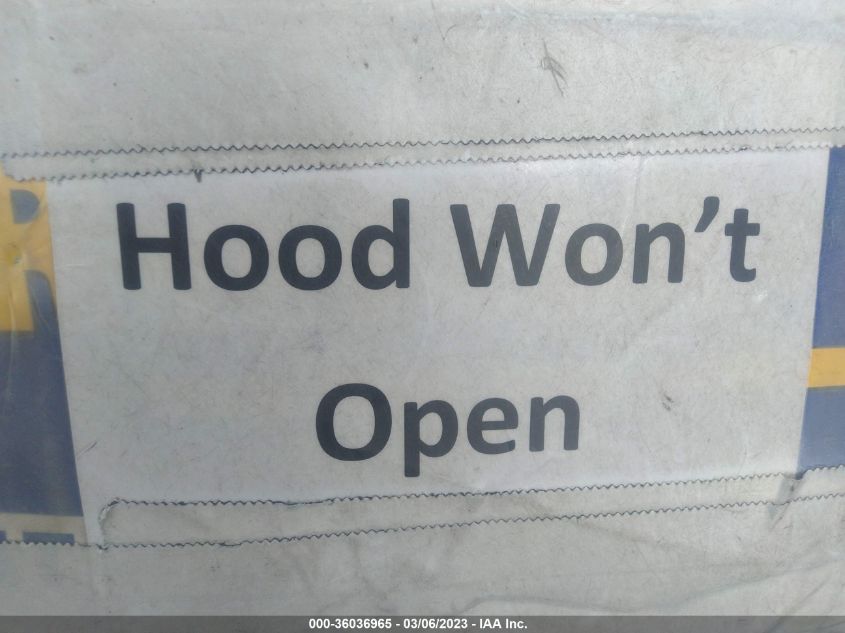 Hood Won’t
Open
000-36036965 - 03/06/2023 - IAA Inc.